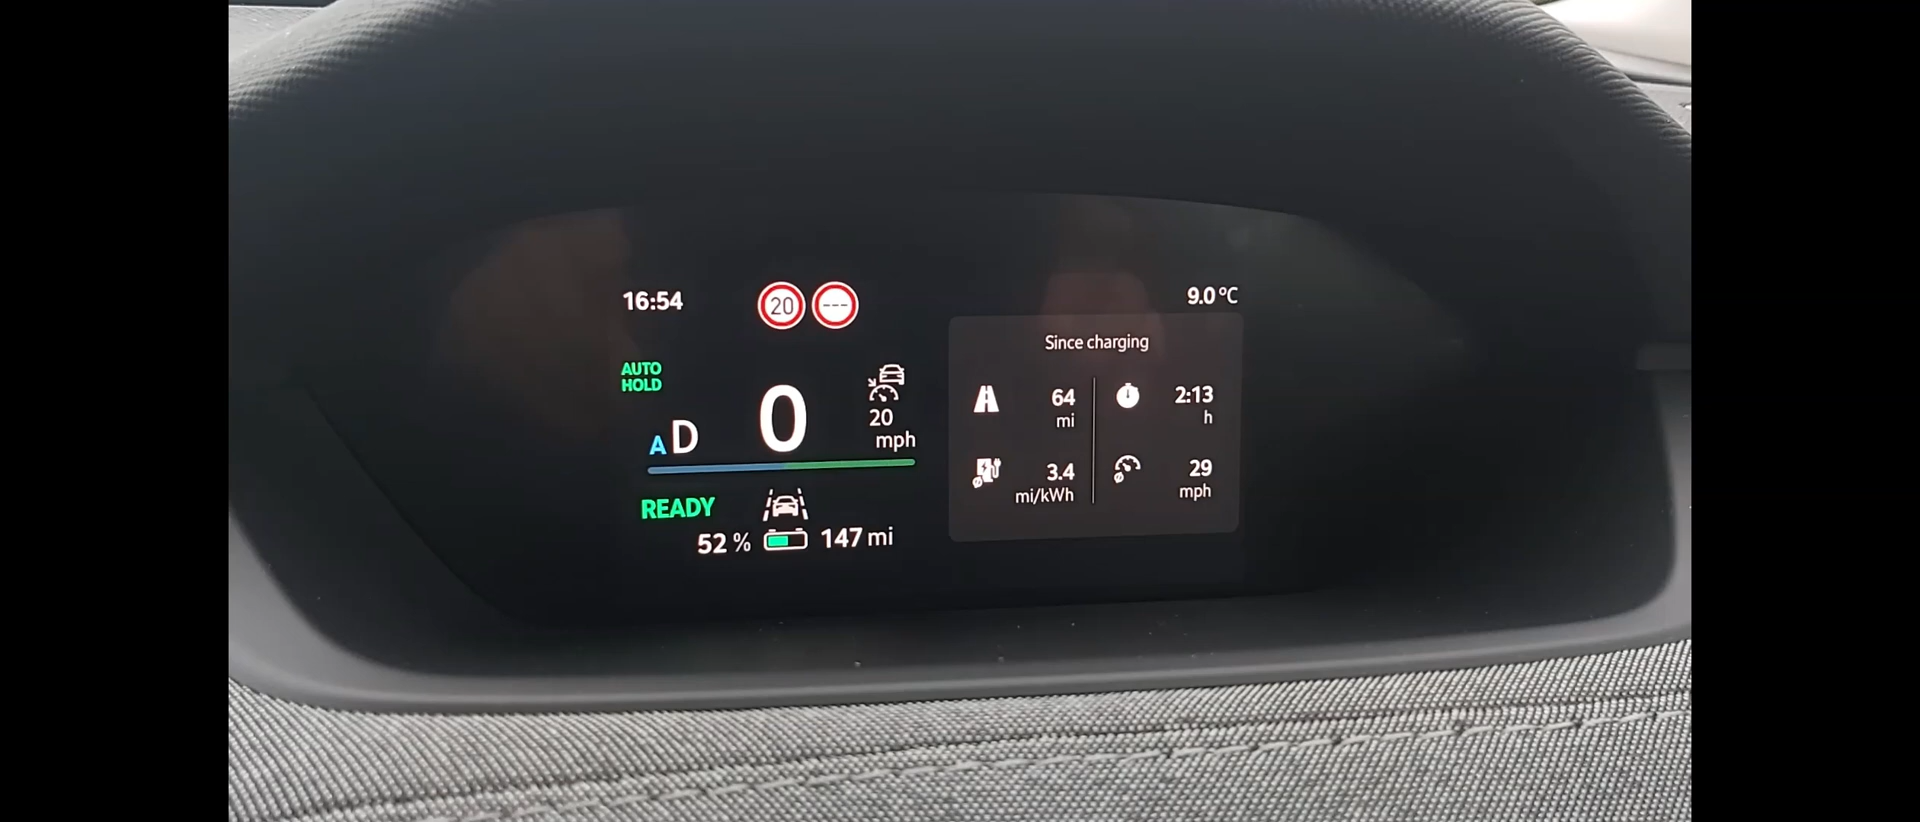 16:54
20
---
9.0 °C
AUTO
HOLD
A D
0
20
mph
READY
52 %
147 mi
Since charging
64
mi
2:13
h
3.4
mi/kWh
29
mph